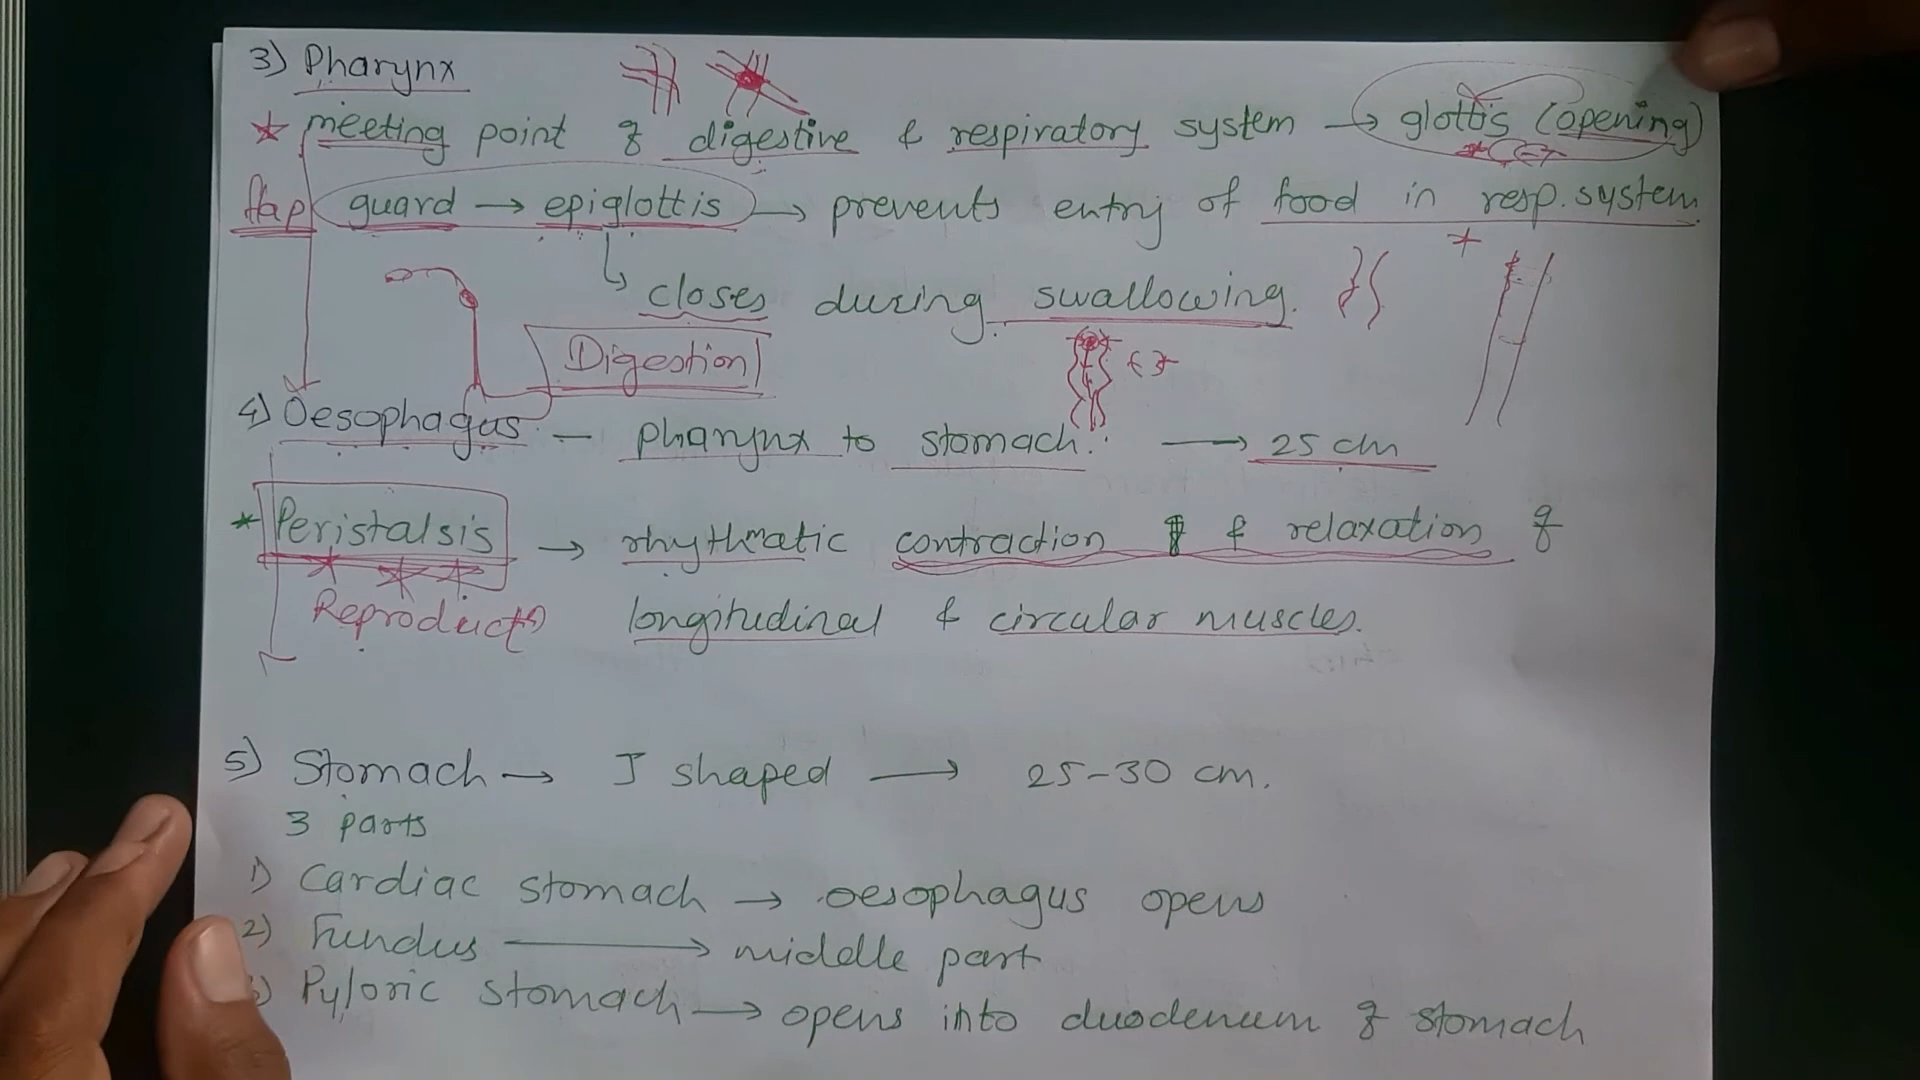 3) Pharynx
* meeting point of digestive & respiratory system → glottis (opening)
flap guard → epiglottis → prevents entry of food in resp. system
↳ closes during swallowing.
Digestion
4) Oesophagus — pharynx to stomach. → 25 cm
* Peristalsis → rhythmatic contraction & relaxation of
Reproductn longitudinal & circular muscles.
5) Stomach → J shaped → 25-30 cm.
3 parts
1) Cardiac stomach → oesophagus opens
2) Fundus → middle part
3) Pyloric stomach → opens into duodenum of stomach